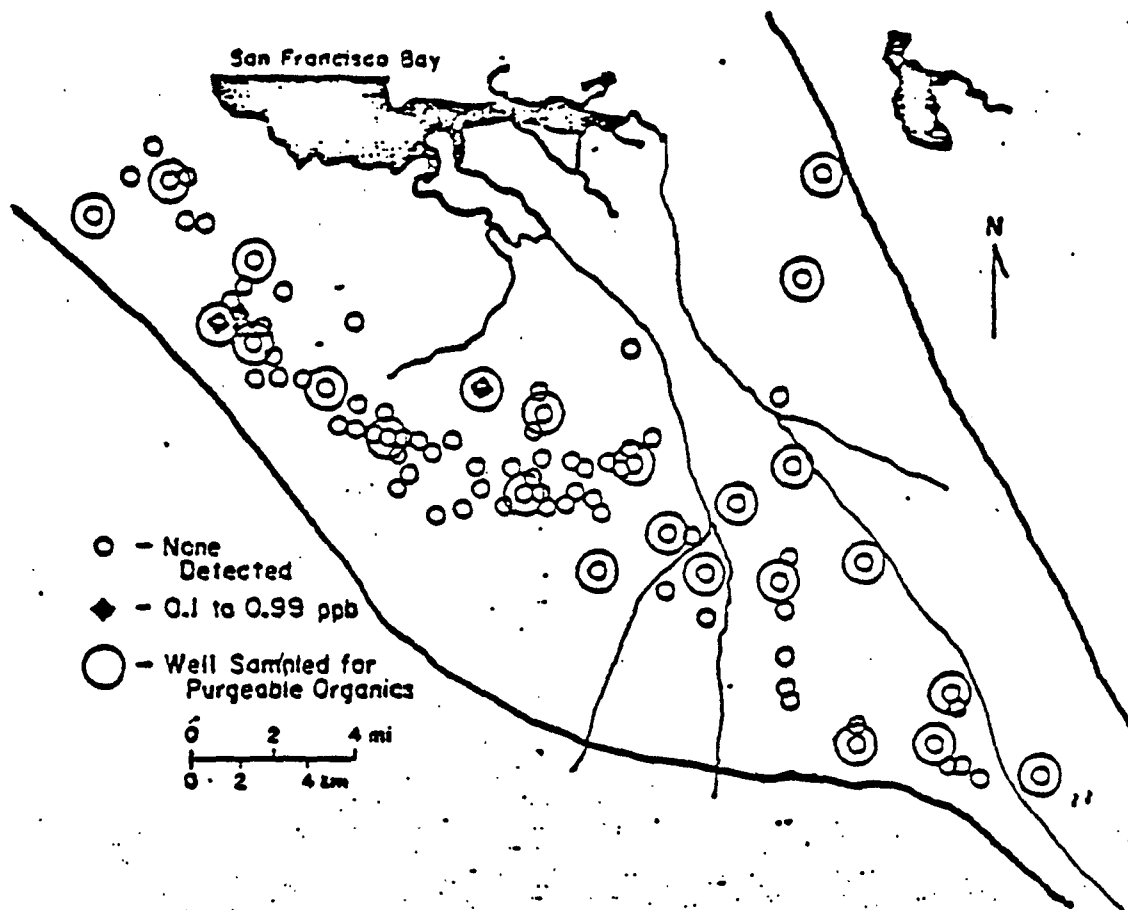 San Francisco Bay
N
- None
Detected
- 0.1 to 0.99 ppb
- Well Sampled for
Purgeable Organics
0 2 4 mi
0 2 4 km